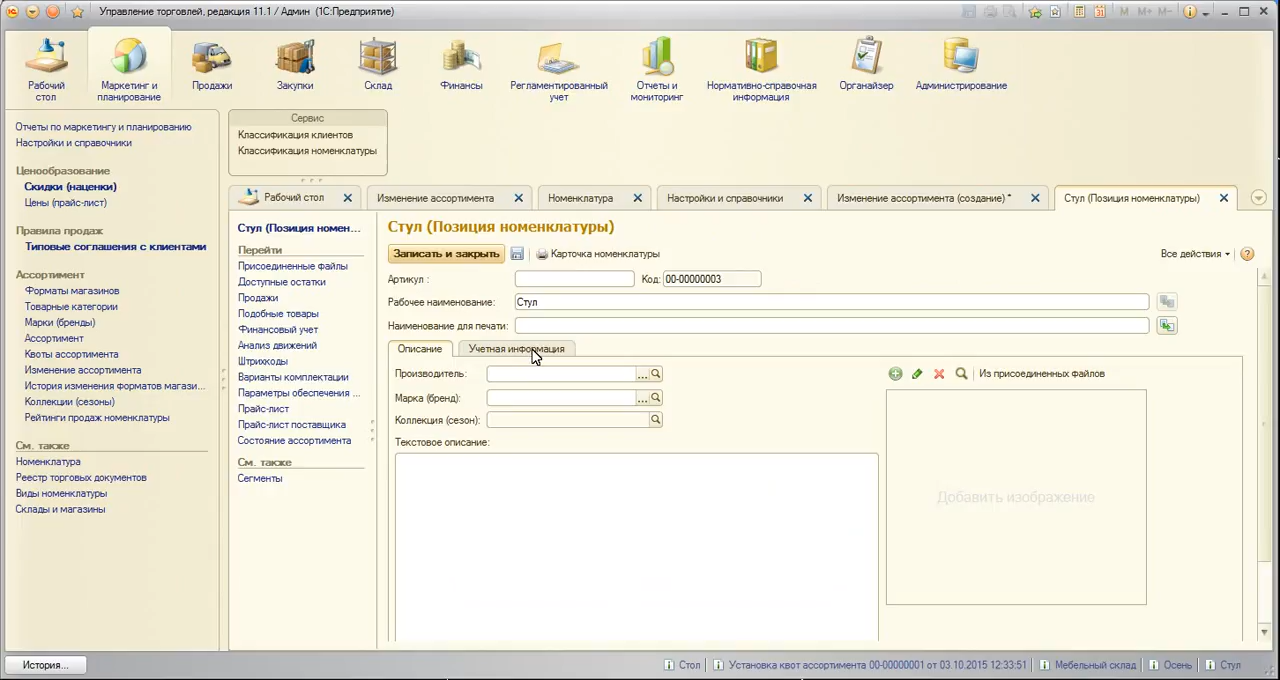 Управление торговлей, редакция 11.1 / Админ (1С:Предприятие)
M M+ M-
Рабочий стол
Маркетинг и планирование
Продажи
Закупки
Склад
Финансы
Регламентированный учет
Отчеты и мониторинг
Нормативно-справочная информация
Органайзер
Администрирование
Отчеты по маркетингу и планированию
Настройки и справочники
Ценообразование
Скидки (наценки)
Цены (прайс-лист)
Правила продаж
Типовые соглашения с клиентами
Ассортимент
Форматы магазинов
Товарные категории
Марки (бренды)
Ассортимент
Квоты ассортимента
Изменение ассортимента
История изменения форматов магази...
Коллекции (сезоны)
Рейтинги продаж номенклатуры
См. также
Номенклатура
Реестр торговых документов
Виды номенклатуры
Склады и магазины
Сервис
Классификация клиентов
Классификация номенклатуры
Рабочий стол
Изменение ассортимента
Номенклатура
Настройки и справочники
Изменение ассортимента (создание) *
Стул (Позиция номенклатуры)
Стул (Позиция номен...
Перейти
Присоединенные файлы
Доступные остатки
Продажи
Подобные товары
Финансовый учет
Анализ движений
Штрихкоды
Варианты комплектации
Параметры обеспечения ...
Прайс-лист
Прайс-лист поставщика
Состояние ассортимента
См. также
Сегменты
Стул (Позиция номенклатуры)
Записать и закрыть
Карточка номенклатуры
Все действия
Артикул :
Код: 00-00000003
Рабочее наименование: Стул
Наименование для печати:
Описание
Учетная информация
Производитель:
Марка (бренд):
Коллекция (сезон):
Текстовое описание:
Из присоединенных файлов
Добавить изображение
История...
Стол
Установка квот ассортимента 00-00000001 от 03.10.2015 12:33:51
Мебельный склад
Осень
Стул